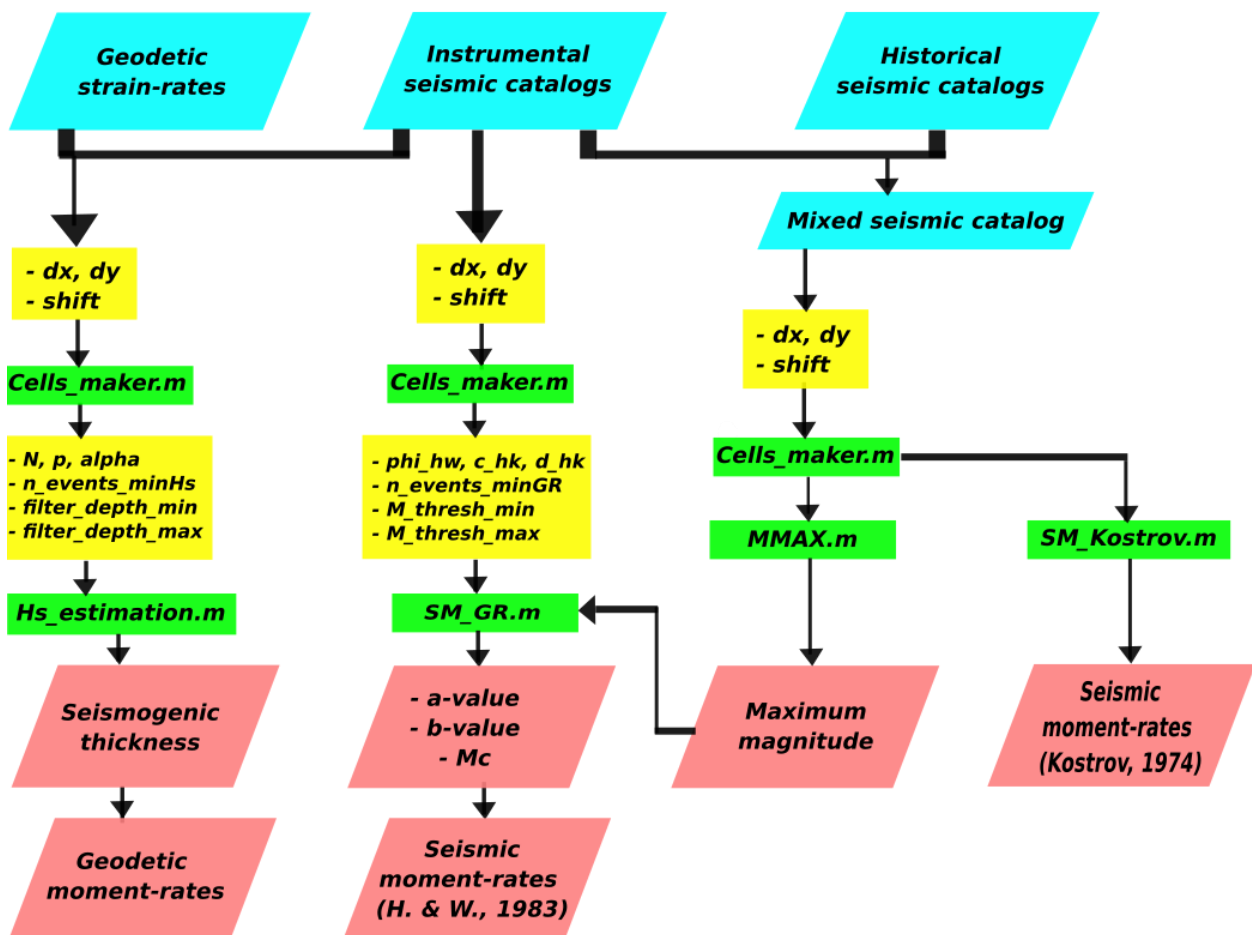 Geodetic
strain-rates
Instrumental
seismic catalogs
Historical
seismic catalogs
Mixed seismic catalog
- dx, dy
- shift
- dx, dy
- shift
- dx, dy
- shift
Cells_maker.m
Cells_maker.m
Cells_maker.m
- N, p, alpha
- n_events_minHs
- filter_depth_min
- filter_depth_max
- phi_hw, c_hk, d_hk
- n_events_minGR
- M_thresh_min
- M_thresh_max
MMAX.m
SM_Kostrov.m
Hs_estimation.m
SM_GR.m
Seismogenic
thickness
- a-value
- b-value
- Mc
Maximum
magnitude
Seismic
moment-rates
(Kostrov, 1974)
Geodetic
moment-rates
Seismic
moment-rates
(H. & W., 1983)